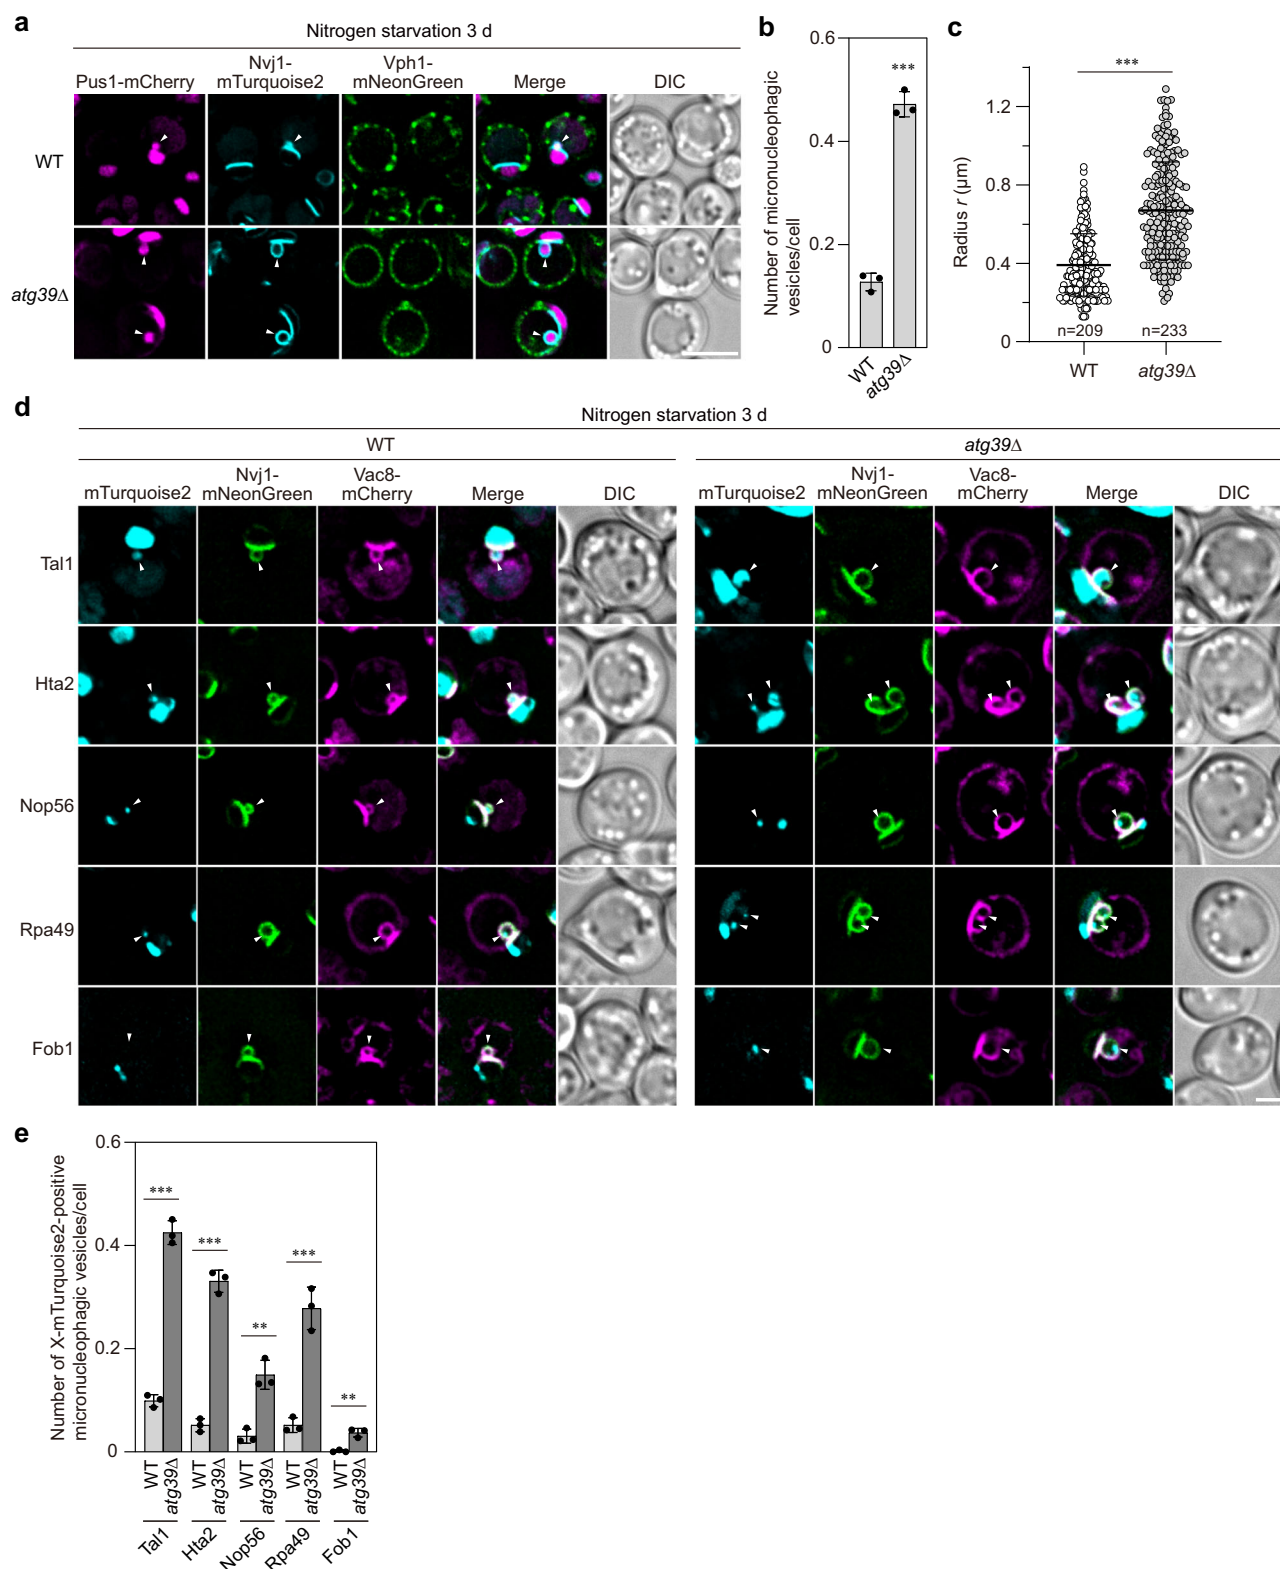 a
Nitrogen starvation 3 d
Pus1-mCherry
Nvj1-
mTurquoise2
Vph1-
mNeonGreen
Merge
DIC
WT
atg39Δ
b
Number of micronucleophagic
vesicles/cell
0.6
0.4
0.2
0
***
WT
atg39Δ
c
Radius r (µm)
1.2
0.8
0.4
0
***
n=209
n=233
WT
atg39Δ
d
Nitrogen starvation 3 d
WT
atg39Δ
mTurquoise2
Nvj1-
mNeonGreen
Vac8-
mCherry
Merge
DIC
mTurquoise2
Nvj1-
mNeonGreen
Vac8-
mCherry
Merge
DIC
Tal1
Hta2
Nop56
Rpa49
Fob1
e
Number of X-mTurquoise2-positive
micronucleophagic vesicles/cell
0.6
0.4
0.2
0
***
***
**
***
**
WT
atg39Δ
WT
atg39Δ
WT
atg39Δ
WT
atg39Δ
WT
atg39Δ
Tal1
Hta2
Nop56
Rpa49
Fob1